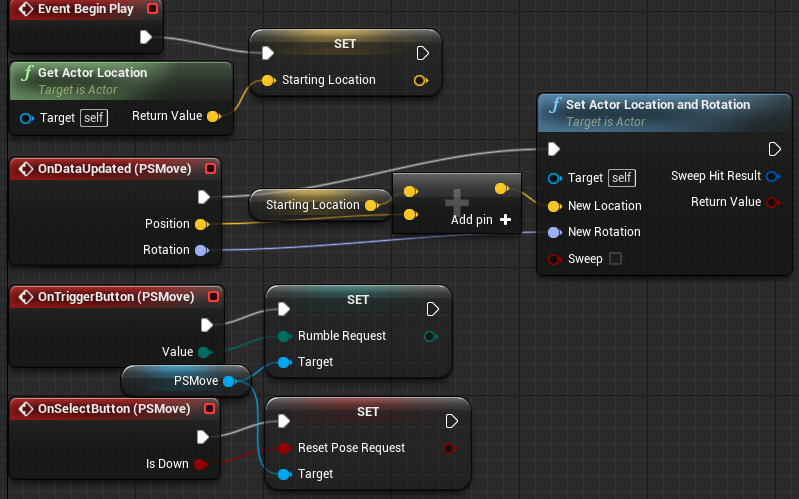 Event Begin Play
SET
Starting Location
f Get Actor Location
Target is Actor
Target self
Return Value
f Set Actor Location and Rotation
Target is Actor
Target self
Sweep Hit Result
New Location
Return Value
New Rotation
Sweep
OnDataUpdated (PSMove)
Position
Rotation
Starting Location
Add pin +
OnTriggerButton (PSMove)
Value
SET
Rumble Request
Target
PSMove
OnSelectButton (PSMove)
Is Down
SET
Reset Pose Request
Target